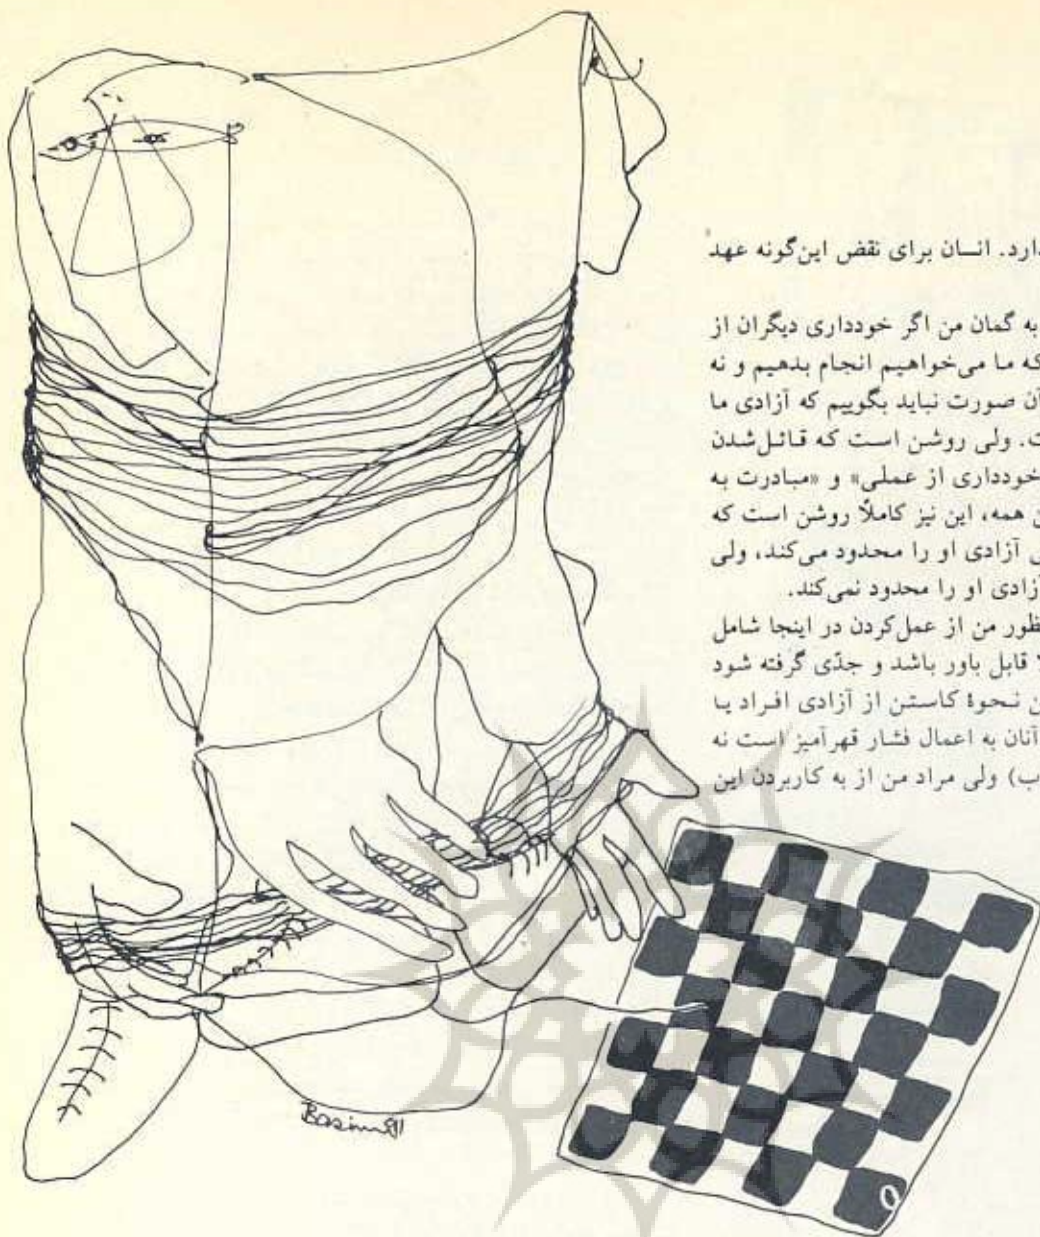 دارد. انسان برای نقض این‌گونه عهد
به گمان من اگر خودداری دیگران از
که ما می‌خواهیم انجام بدهیم و نه
آن صورت نباید بگوییم که آزادی ما
ت. ولی روشن است که قائل‌شدن
خودداری از عملی» و «مبادرت به
ن همه، این نیز کاملاً روشن است که
ی آزادی او را محدود می‌کند، ولی
آزادی او را محدود نمی‌کند.
ظور من از عمل‌کردن در اینجا شامل
لا قابل باور باشد و جدّی گرفته شود
ن نحوهٔ کاستن از آزادی افراد یا
آنان به اعمال فشار قهرآمیز است نه
ب) ولی مراد من از به کاربردن این